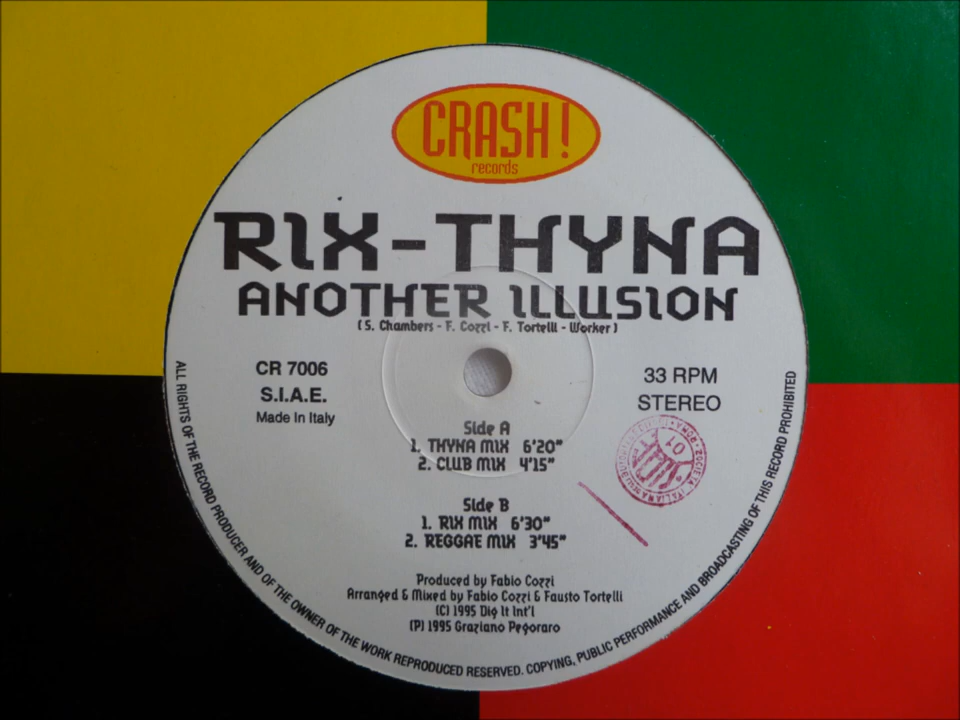 CRASH!
records
RIX-THYNA
ANOTHER ILLUSION
(S. Chambers - F. Cozzi - F. Tortelli - Worker)
CR 7006
S.I.A.E.
Made In Italy
33 RPM
STEREO
Side A
1. THYNA MIX 6'20"
2. CLUB MIX 4'15"
Side B
1. RIX MIX 6'30"
2. REGGAE MIX 3'45"
Produced by Fabio Cozzi
Arranged & Mixed by Fabio Cozzi & Fausto Tortelli
(C) 1995 Dig It Int'l
(P) 1995 Graziano Pegoraro
ALL RIGHTS OF THE RECORD PRODUCER AND OF THE OWNER OF THE WORK REPRODUCED RESERVED. COPYING, PUBLIC PERFORMANCE AND BROADCASTING OF THIS RECORD PROHIBITED
SOCIETA ITALIANA
ROMA
01